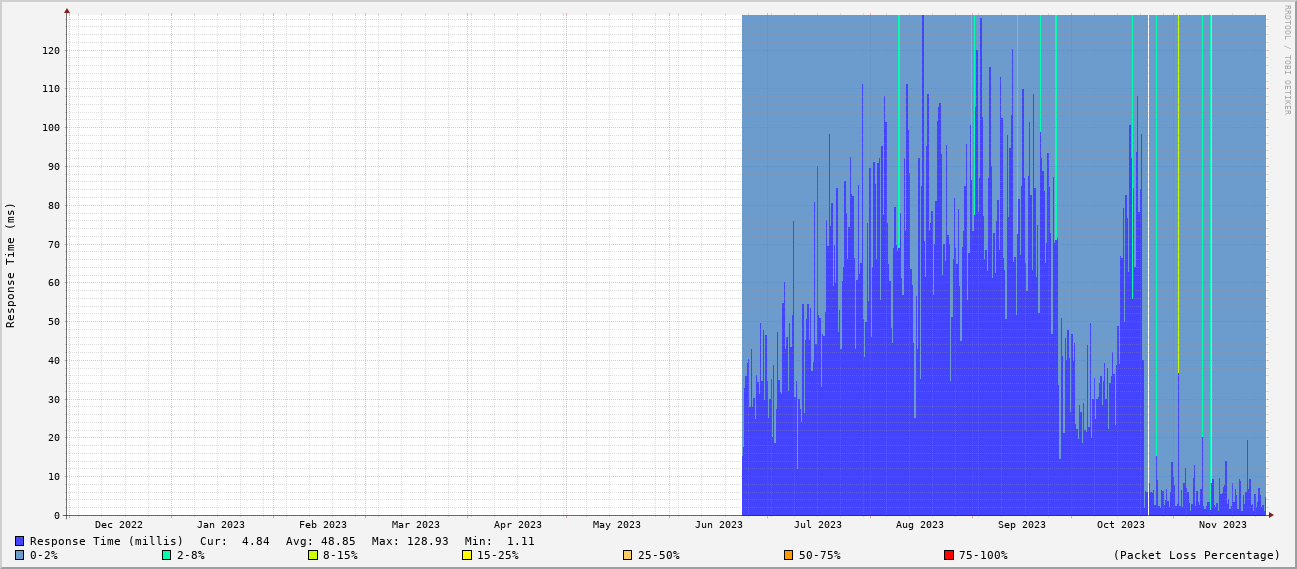 RRDTOOL / TOBI OETIKER
Response Time (ms)
120
110
100
90
80
70
60
50
40
30
20
10
0
Dec 2022 Jan 2023 Feb 2023 Mar 2023 Apr 2023 May 2023 Jun 2023 Jul 2023 Aug 2023 Sep 2023 Oct 2023 Nov 2023
Response Time (millis) Cur: 4.84 Avg: 48.85 Max: 128.93 Min: 1.11
0-2% 2-8% 8-15% 15-25% 25-50% 50-75% 75-100% (Packet Loss Percentage)